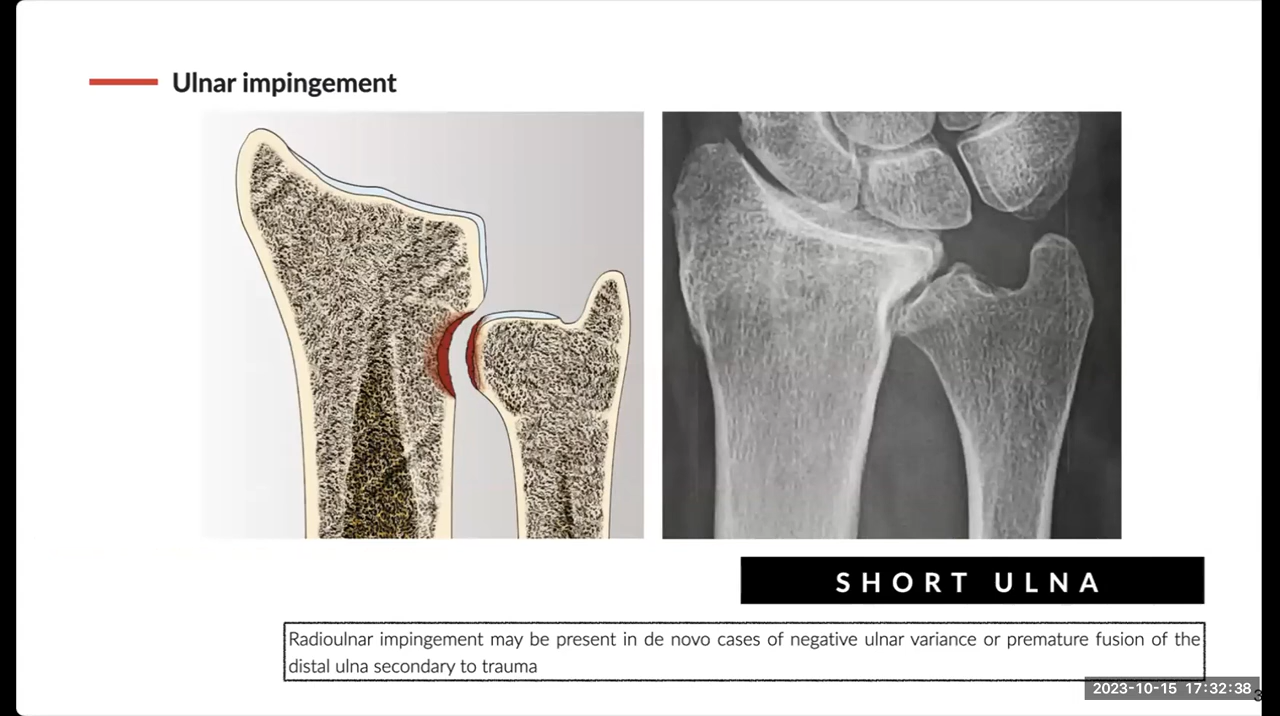 Ulnar impingement
SHORT ULNA
Radioulnar impingement may be present in de novo cases of negative ulnar variance or premature fusion of the
distal ulna secondary to trauma
2023-10-15 17:32:38